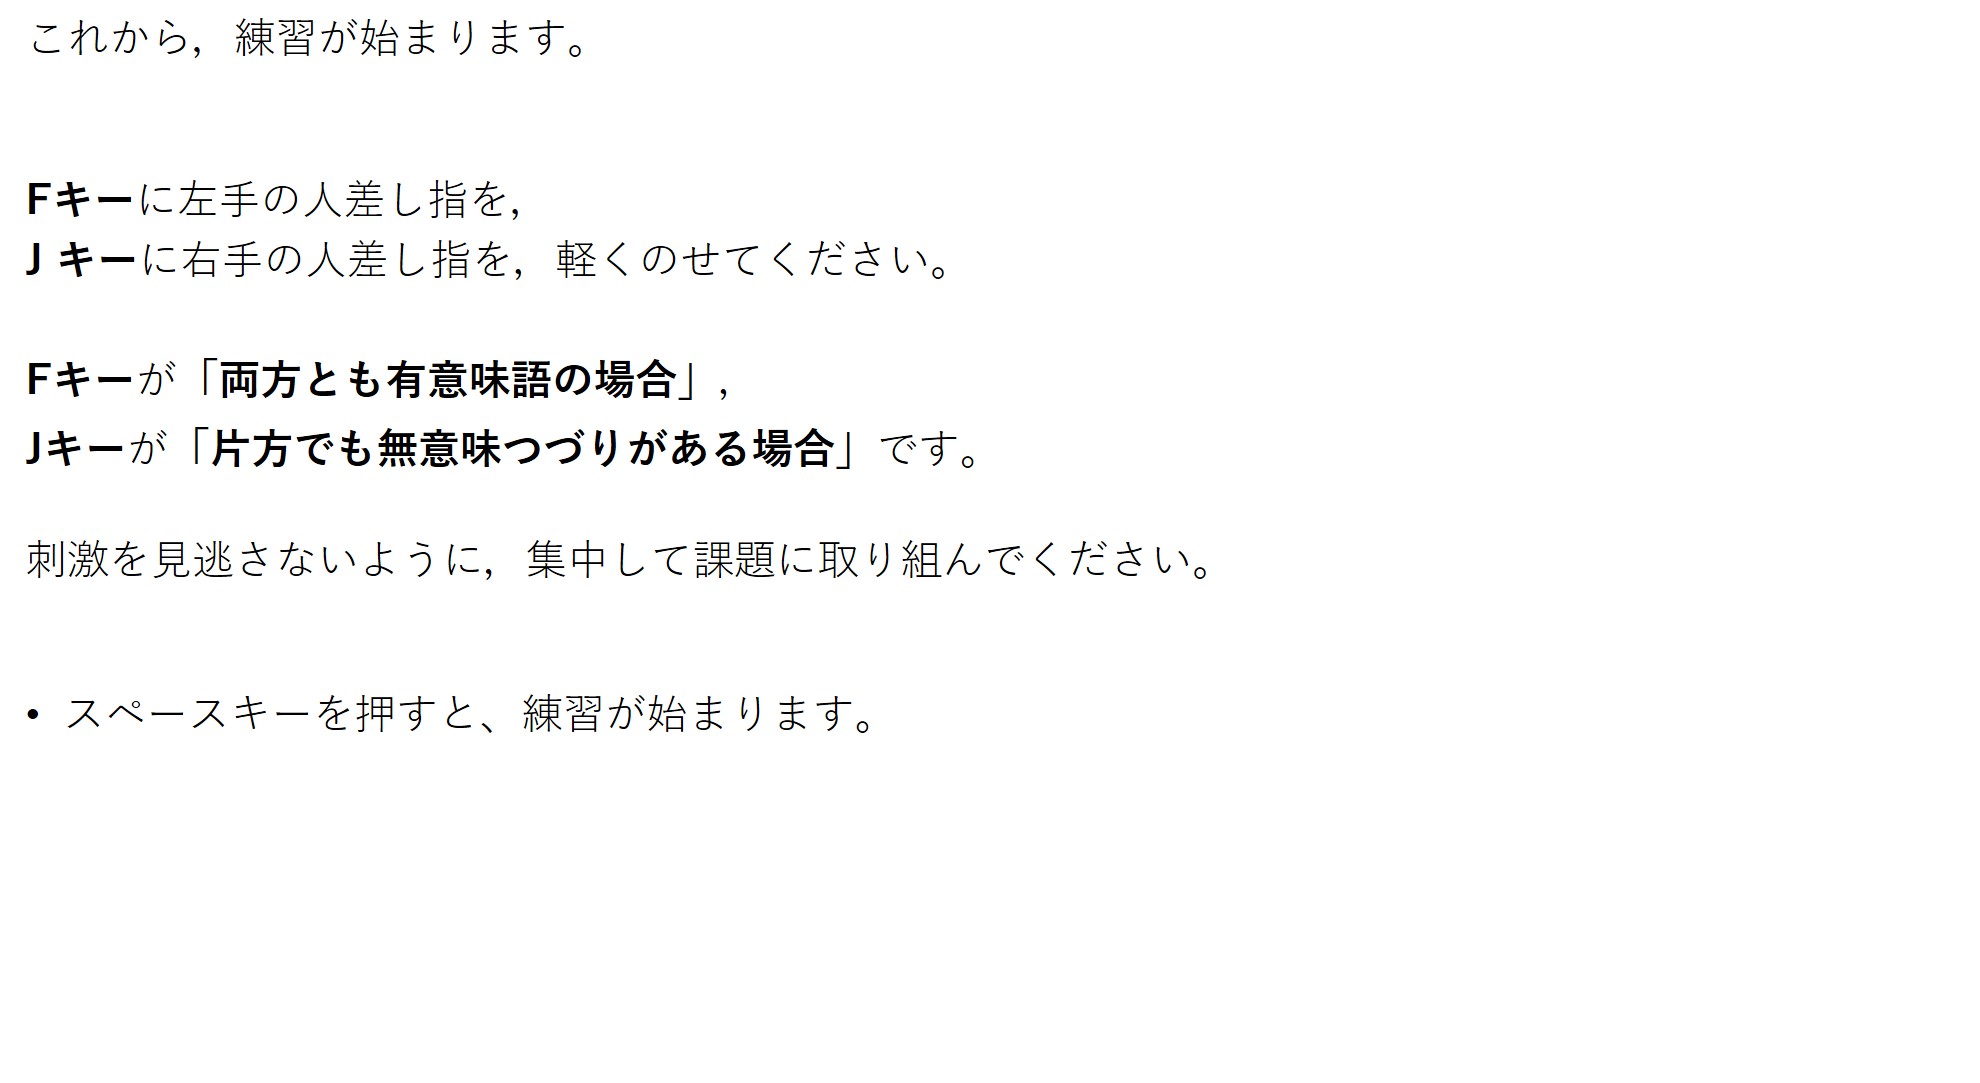 これから，練習が始まります。
Fキーに左手の人差し指を，
J キーに右手の人差し指を，軽くのせてください。
Fキーが「両方とも有意味語の場合」，
Jキーが「片方でも無意味つづりがある場合」です。
刺激を見逃さないように，集中して課題に取り組んでください。
• スペースキーを押すと、練習が始まります。